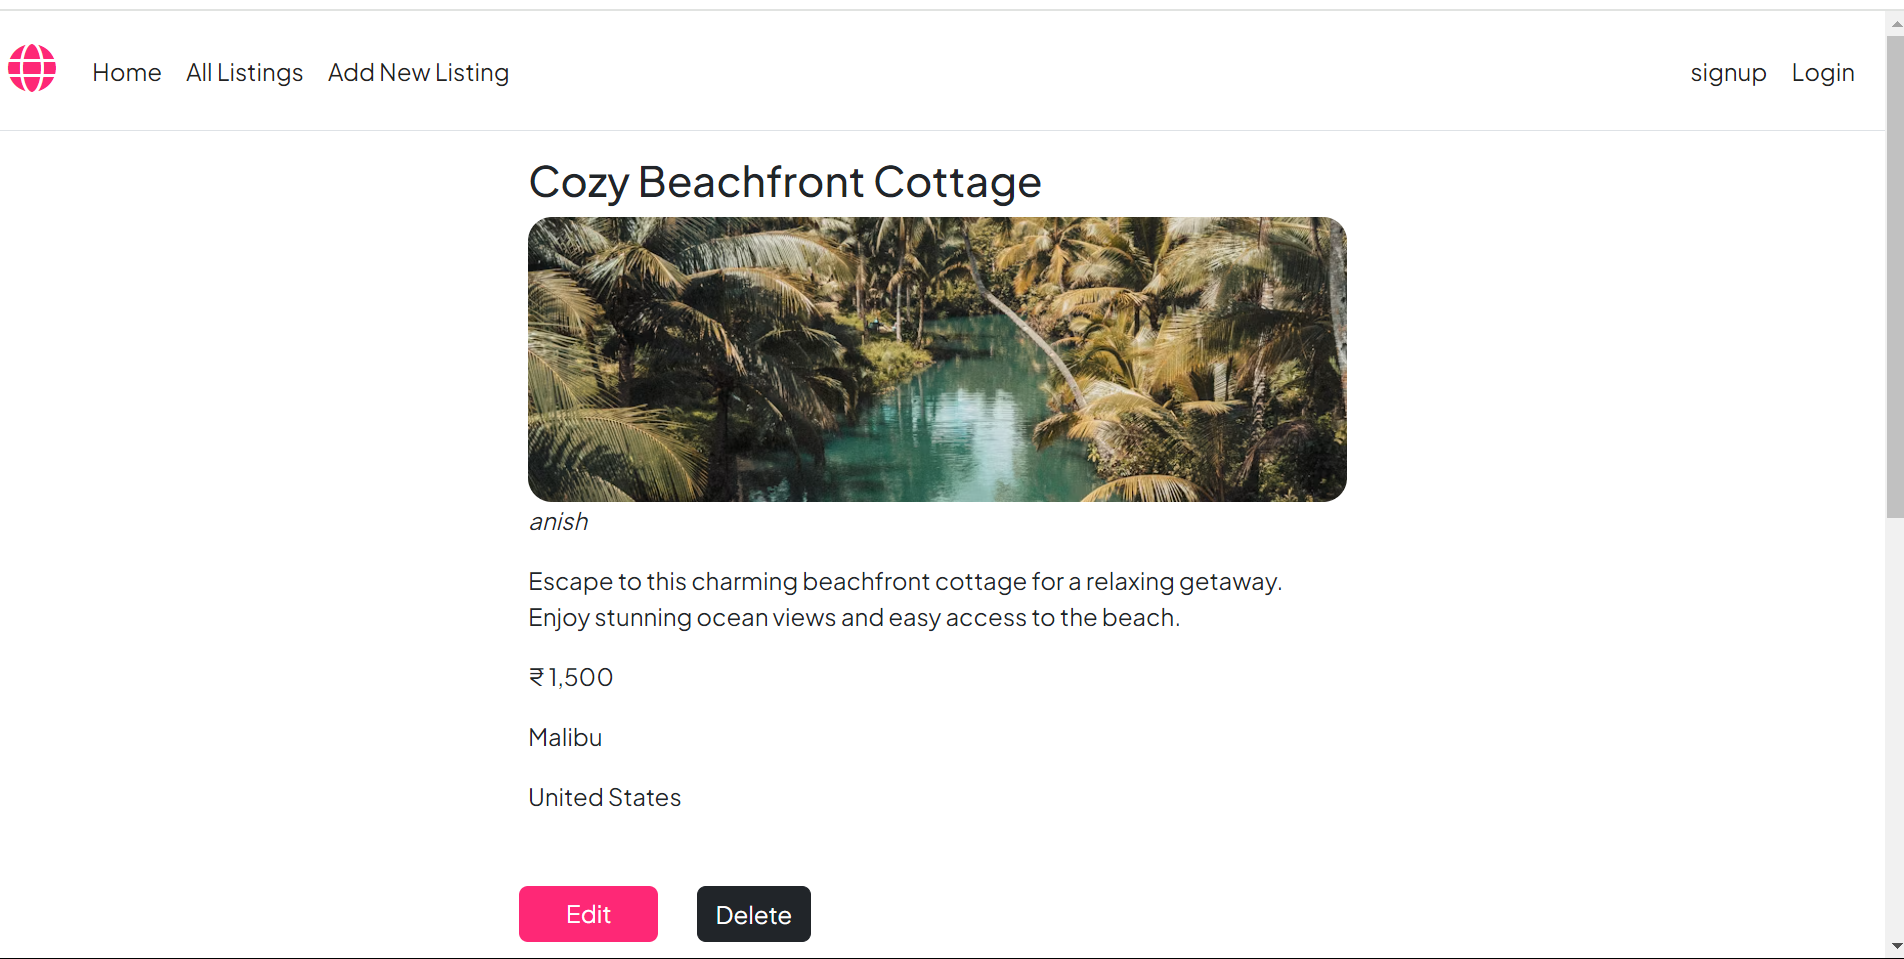 Home All Listings Add New Listing signup Login
Cozy Beachfront Cottage
anish
Escape to this charming beachfront cottage for a relaxing getaway.
Enjoy stunning ocean views and easy access to the beach.
₹ 1,500
Malibu
United States
Edit Delete